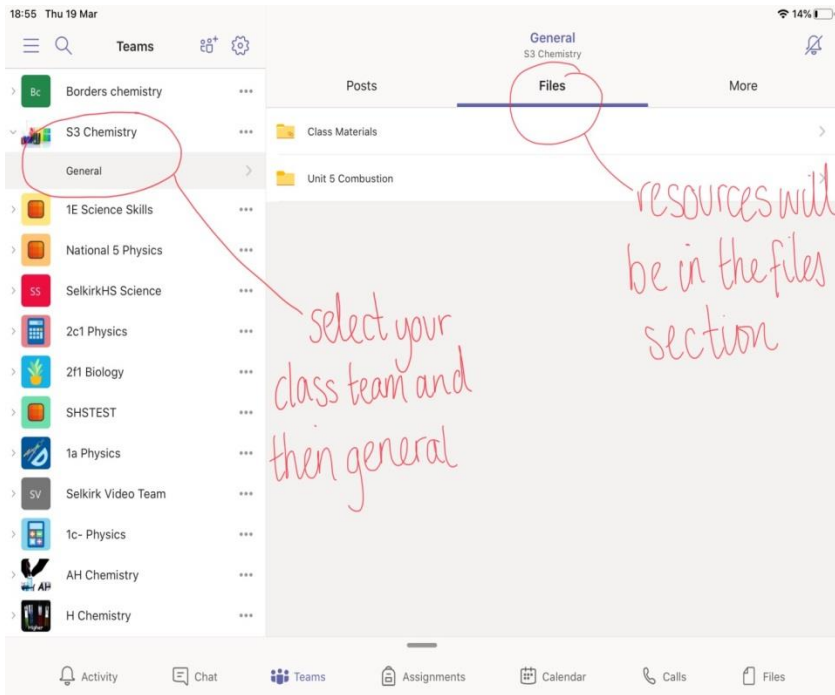 18:55 Thu 19 Mar
14%
Teams
General
S3 Chemistry
Posts
Files
More
Bc
Borders chemistry
S3 Chemistry
General
1E Science Skills
National 5 Physics
SS
SelkirkHS Science
2c1 Physics
2f1 Biology
SHSTEST
1a Physics
SV
Selkirk Video Team
1c- Physics
AH
AH Chemistry
Higher
H Chemistry
Class Materials
Unit 5 Combustion
resources will
be in the files
section
select your
class team and
then general
Activity
Chat
Teams
Assignments
Calendar
Calls
Files